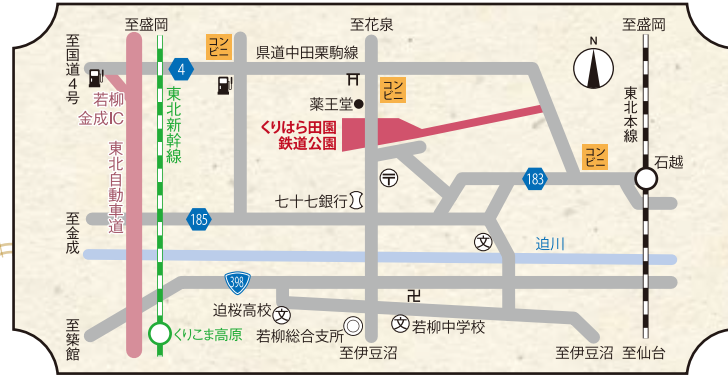 至盛岡
至花泉
至盛岡
至国道4号
コン
ビニ
県道中田栗駒線
N
4
コン
ビニ
若柳
金成IC
東北新幹線
薬王堂
東北本線
くりはら田園
鉄道公園
東北自動車道
コン
ビニ
石越
〒
183
七十七銀行
至金成
185
文
迫川
398
卍
迫桜高校
文
至築館
くりこま高原
若柳総合支所
文
若柳中学校
至伊豆沼
至伊豆沼
至仙台